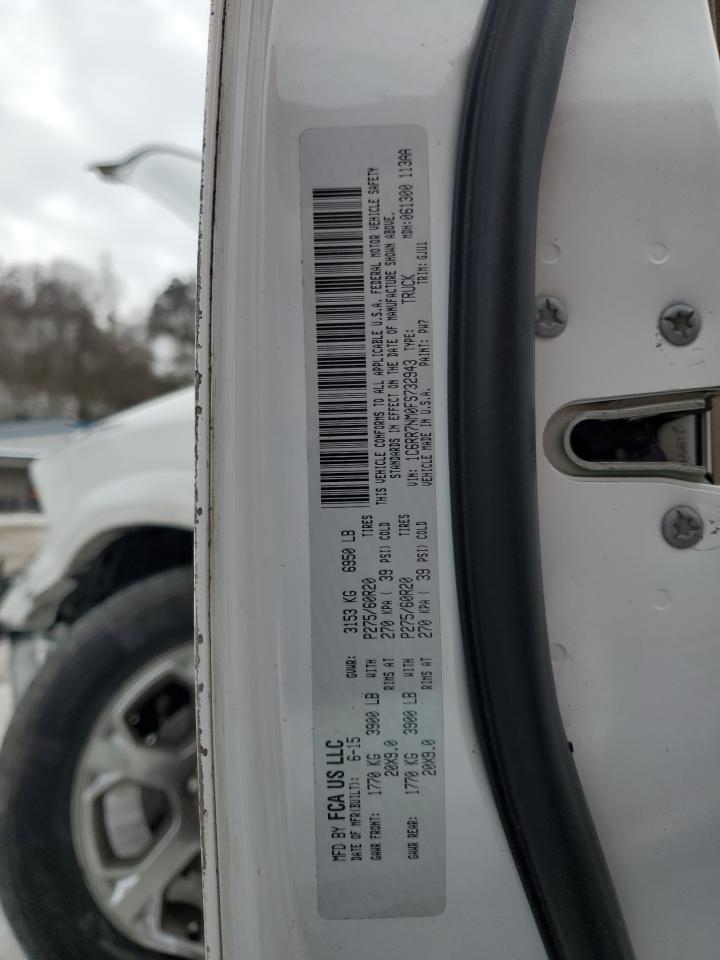 MFD BY FCA US LLC
DATE OF MFR(BUILT): 6-15 GVWR: 3153 KG 6950 LB
GAWR FRONT: 1770 KG 3900 LB WITH P275/60R20 TIRES
20X9.0 RIMS AT 270 KPA ( 39 PSI) COLD
GAWR REAR: 1770 KG 3900 LB WITH P275/60R20 TIRES
20X9.0 RIMS AT 270 KPA ( 39 PSI) COLD
THIS VEHICLE CONFORMS TO ALL APPLICABLE U.S.A. FEDERAL MOTOR VEHICLE SAFETY
STANDARDS IN EFFECT ON THE DATE OF MANUFACTURE SHOWN ABOVE.
VIN: 1C6RR7NM0FS732943 TYPE: TRUCK MDH:061300 113AA
VEHICLE MADE IN U.S.A. PAINT: PW7 TRIM: GJU1